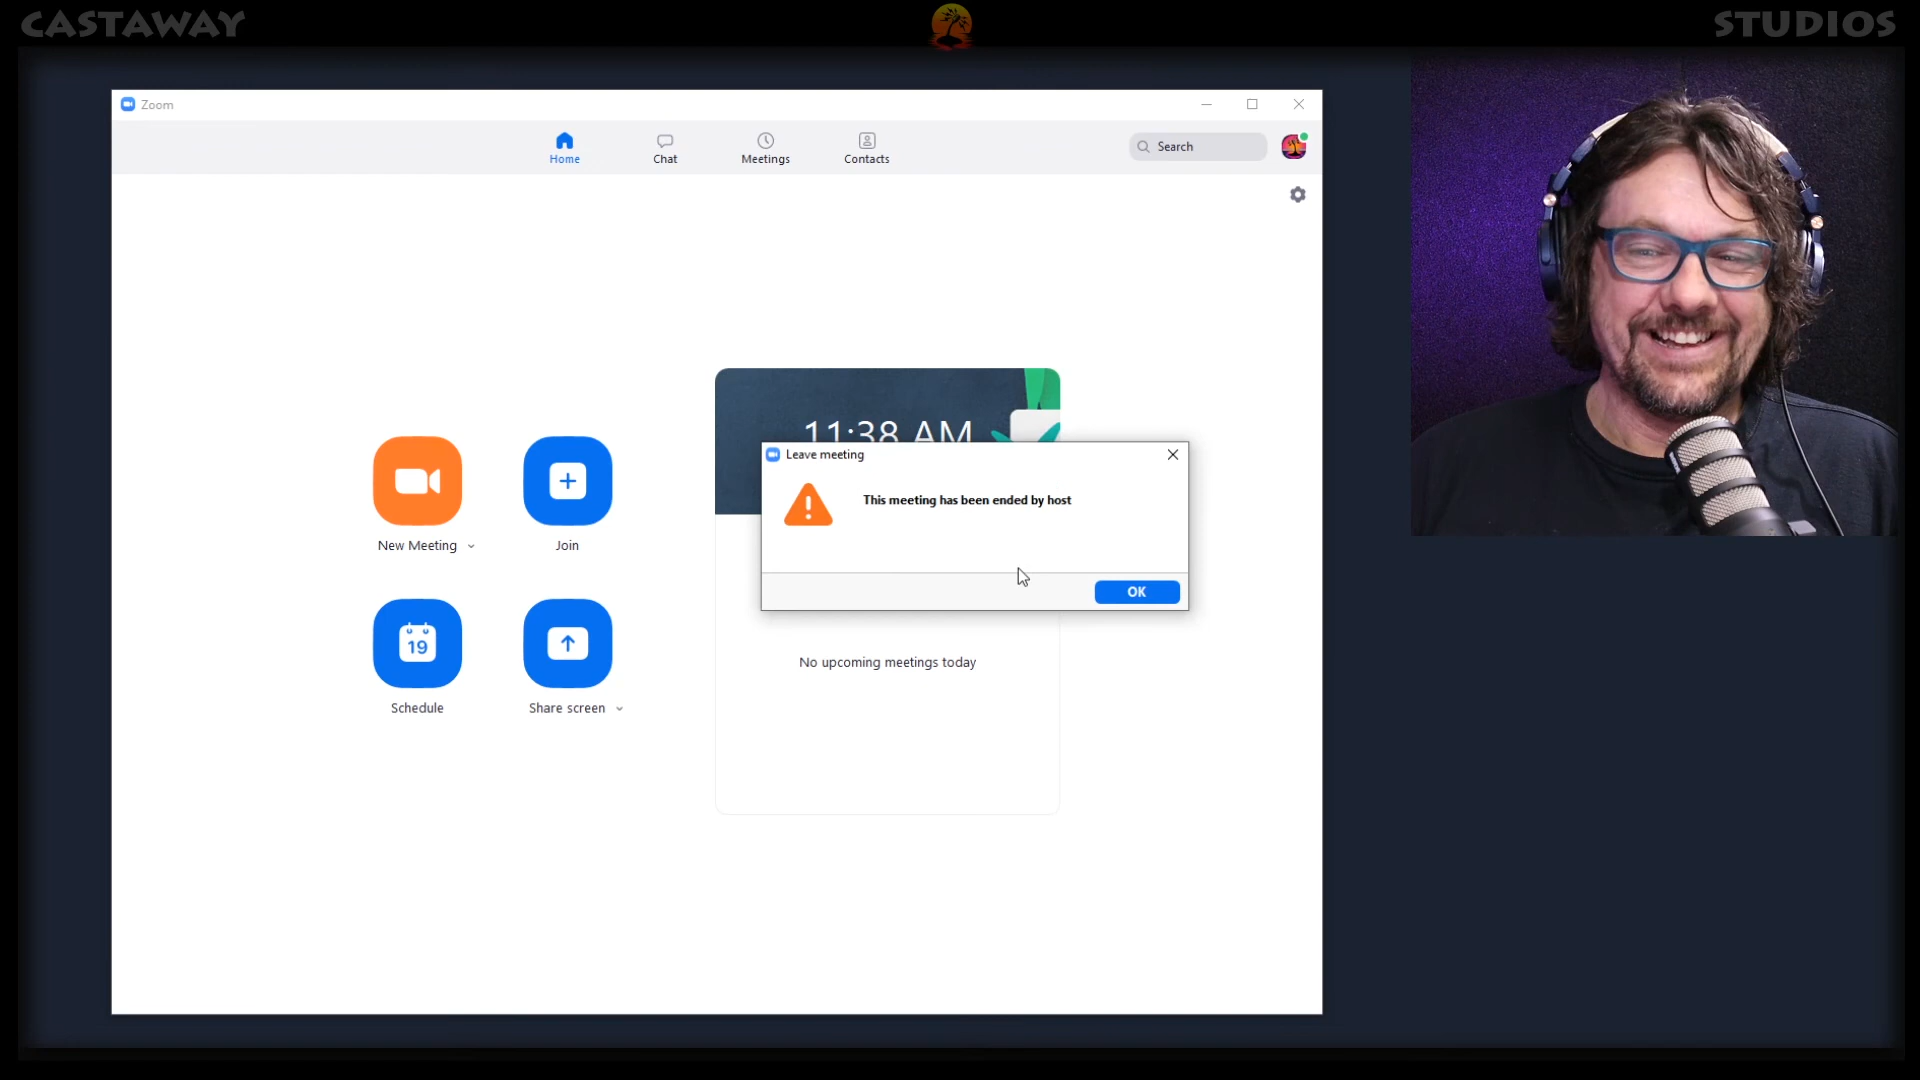 CASTAWAY
STUDIOS
Zoom
Home
Chat
Meetings
Contacts
Search
11:38 AM
Leave meeting
This meeting has been ended by host
OK
New Meeting
Join
19
Schedule
Share screen
No upcoming meetings today